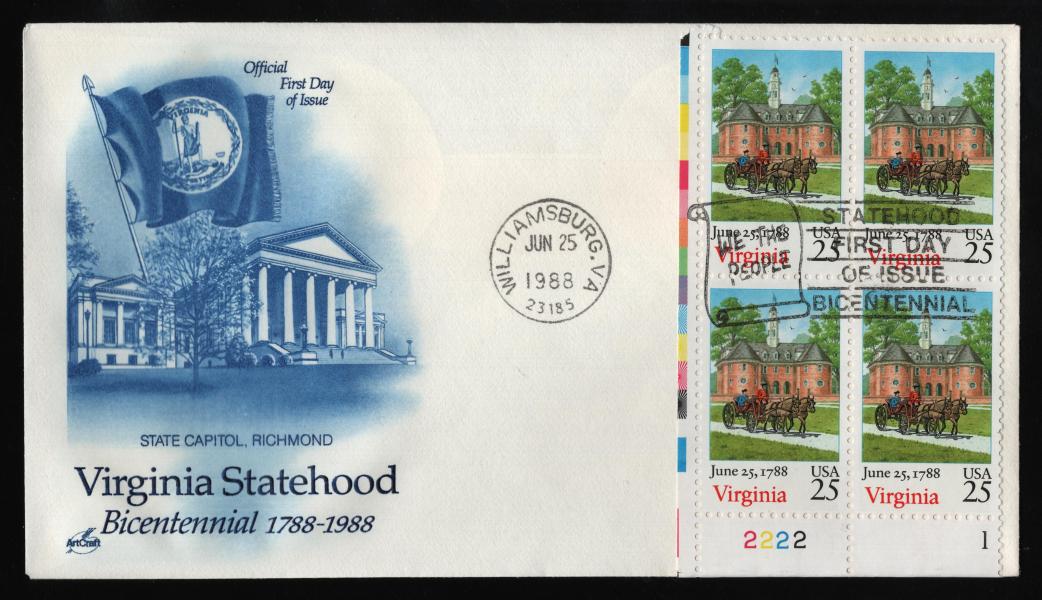 Official
First Day
of Issue
VIRGINIA
STATE CAPITOL, RICHMOND
Virginia Statehood
Bicentennial 1788-1988
ArtCraft
WILLIAMSBURG, VA
JUN 25
1988
23185
WE THE
PEOPLE
STATEHOOD
FIRST DAY
OF ISSUE
BICENTENNIAL
June 25, 1788 USA
Virginia 25
June 25, 1788 USA
Virginia 25
June 25, 1788 USA
Virginia 25
June 25, 1788 USA
Virginia 25
2222
1